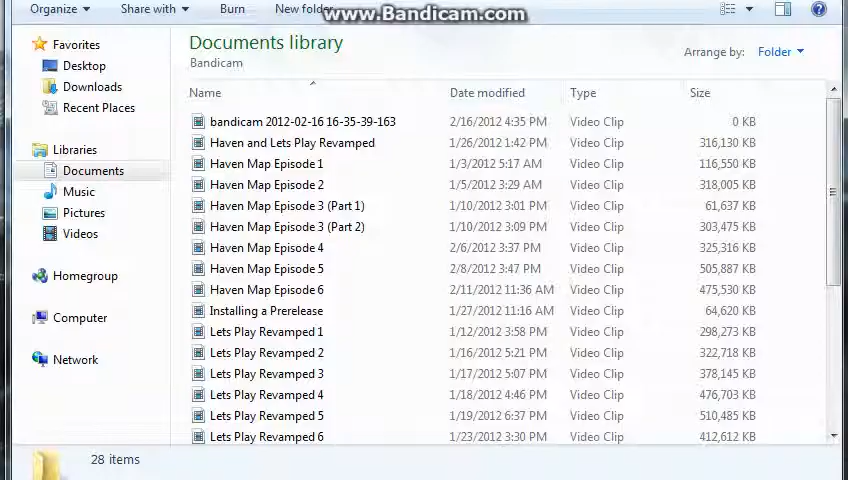 Organize Share with Burn New folder
www.Bandicam.com
Documents library
Bandicam
Arrange by: Folder
Name Date modified Type Size
Favorites
Desktop
Downloads
Recent Places
Libraries
Documents
Music
Pictures
Videos
Homegroup
Computer
Network
bandicam 2012-02-16 16-35-39-163 2/16/2012 4:35 PM Video Clip 0 KB
Haven and Lets Play Revamped 1/26/2012 1:42 PM Video Clip 316,130 KB
Haven Map Episode 1 1/3/2012 5:17 AM Video Clip 116,550 KB
Haven Map Episode 2 1/5/2012 3:29 AM Video Clip 318,005 KB
Haven Map Episode 3 (Part 1) 1/10/2012 3:01 PM Video Clip 61,637 KB
Haven Map Episode 3 (Part 2) 1/10/2012 3:09 PM Video Clip 303,475 KB
Haven Map Episode 4 2/6/2012 3:37 PM Video Clip 325,316 KB
Haven Map Episode 5 2/8/2012 3:47 PM Video Clip 505,887 KB
Haven Map Episode 6 2/11/2012 11:36 AM Video Clip 475,530 KB
Installing a Prerelease 1/27/2012 11:16 AM Video Clip 64,620 KB
Lets Play Revamped 1 1/12/2012 3:58 PM Video Clip 298,273 KB
Lets Play Revamped 2 1/16/2012 5:21 PM Video Clip 322,718 KB
Lets Play Revamped 3 1/17/2012 5:07 PM Video Clip 378,145 KB
Lets Play Revamped 4 1/18/2012 4:46 PM Video Clip 476,703 KB
Lets Play Revamped 5 1/19/2012 6:37 PM Video Clip 510,485 KB
Lets Play Revamped 6 1/23/2012 3:30 PM Video Clip 412,612 KB
28 items